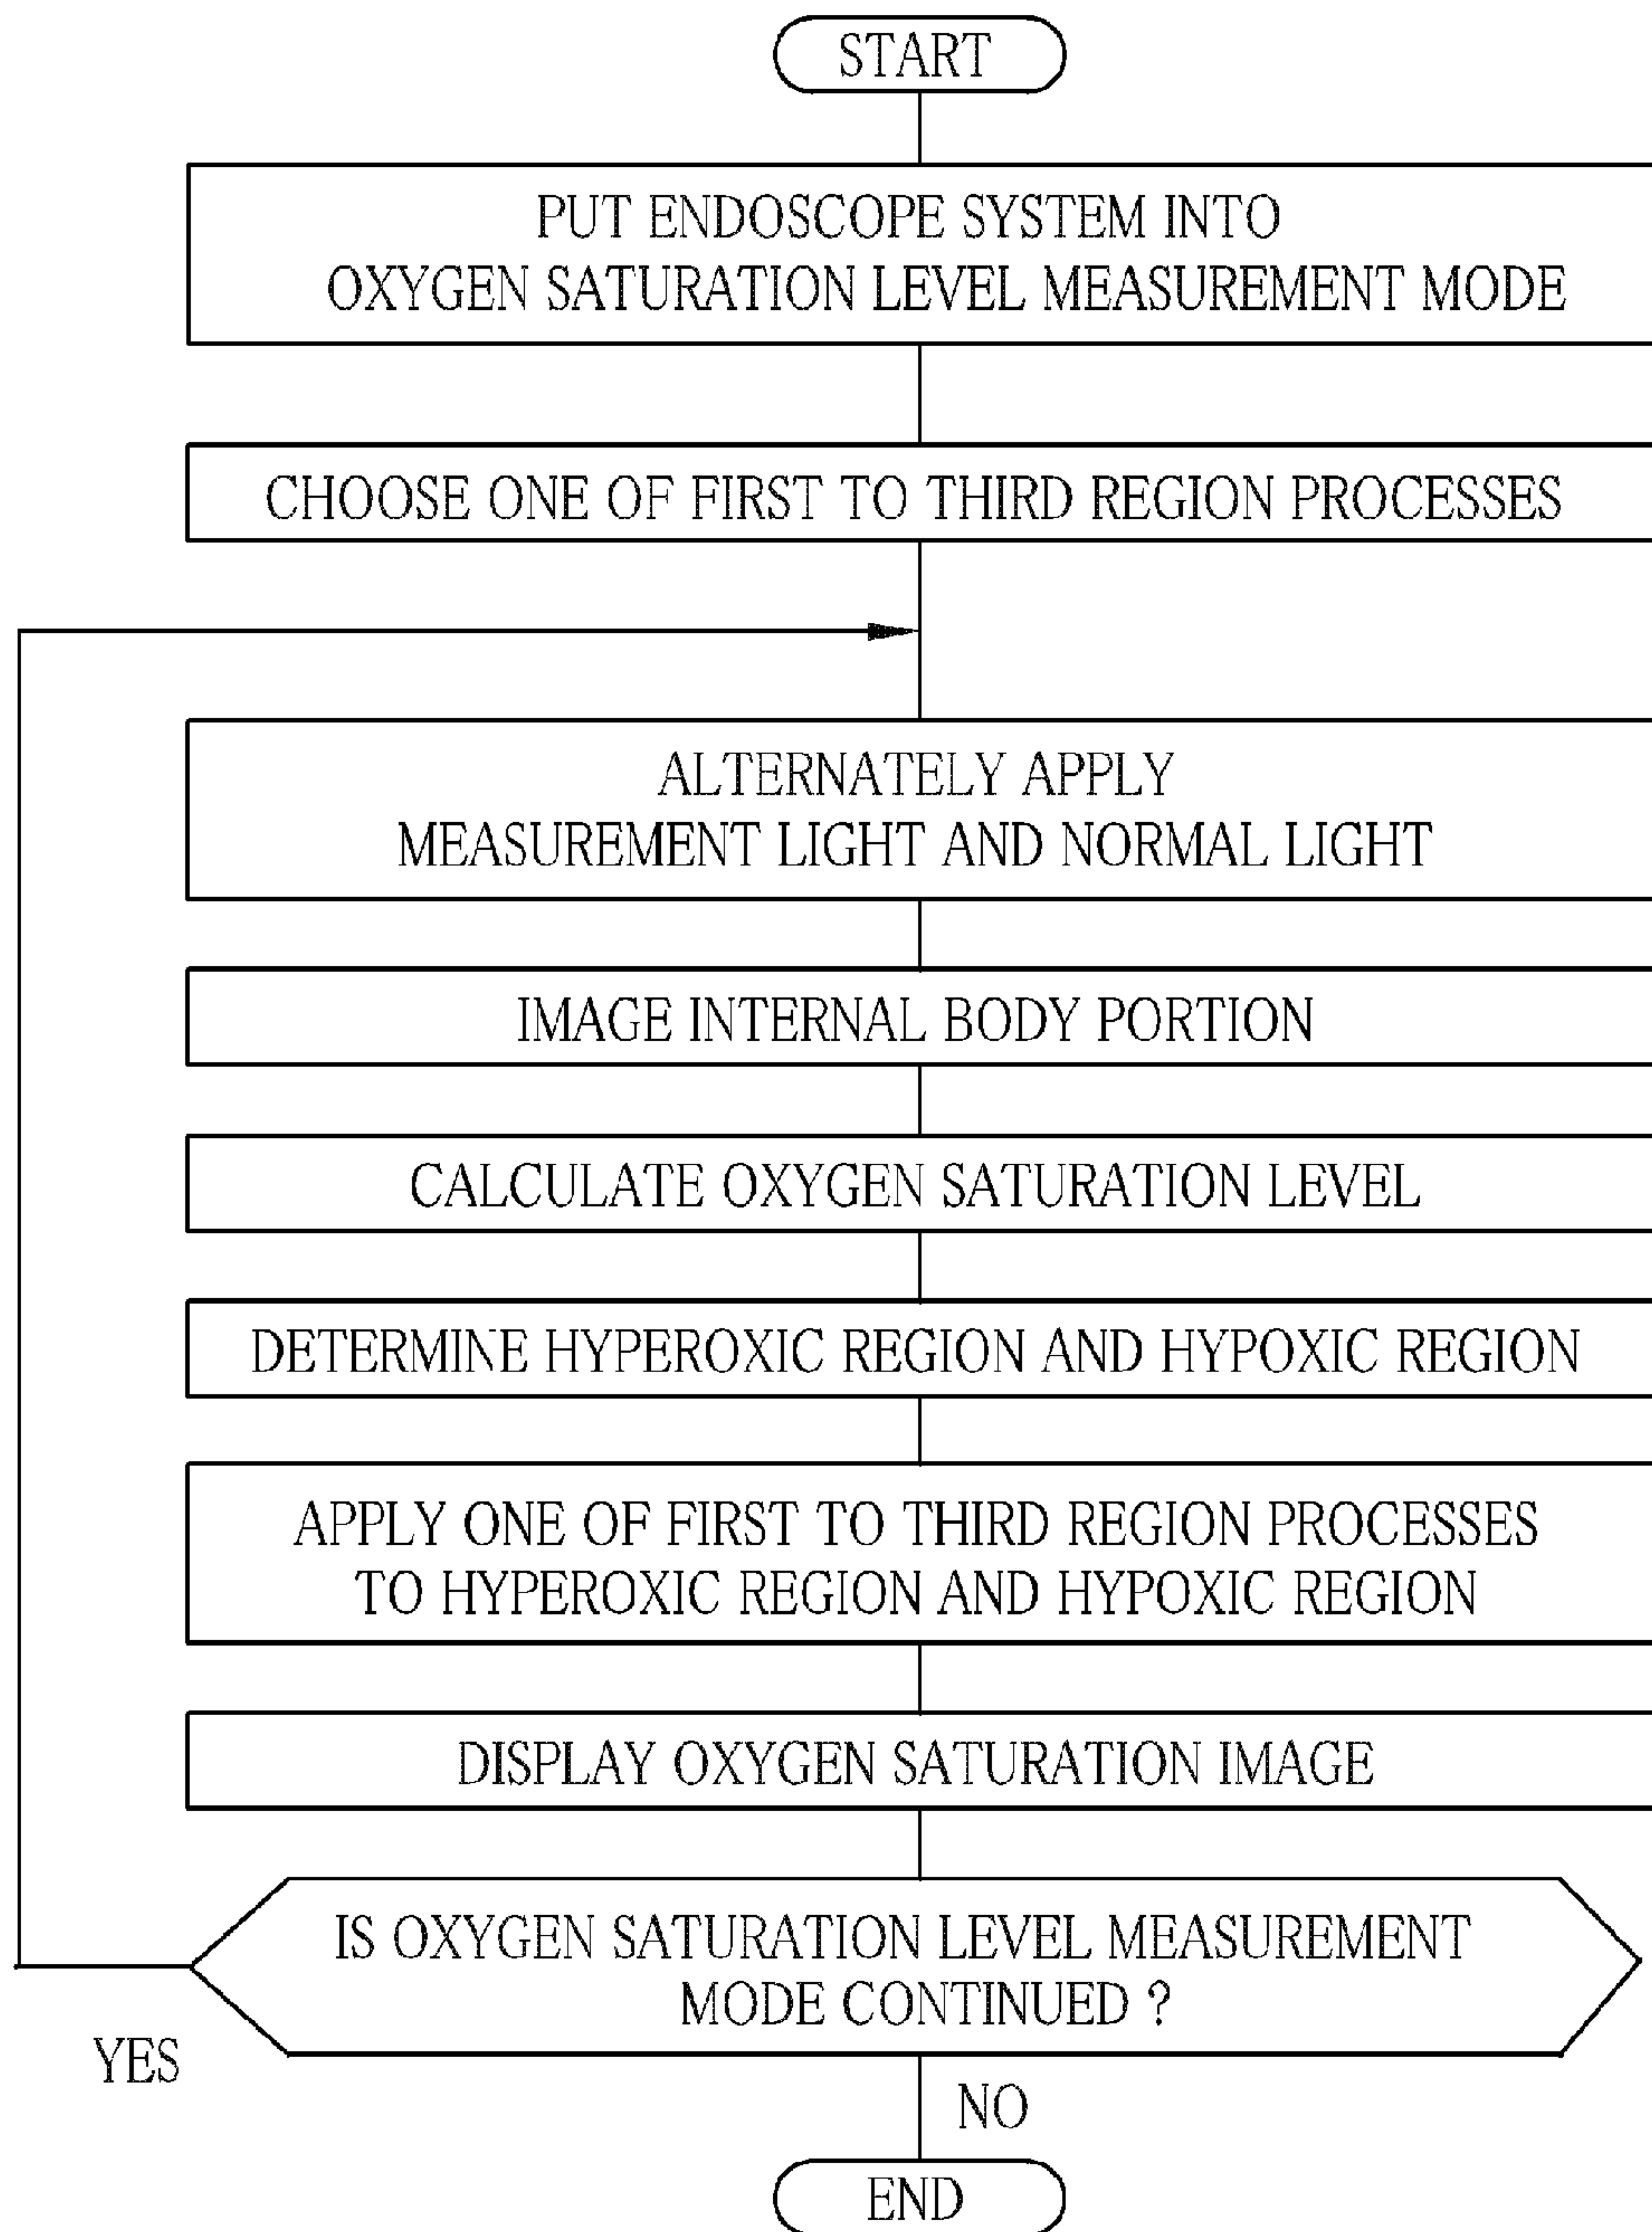 START
PUT ENDOSCOPE SYSTEM INTO
OXYGEN SATURATION LEVEL MEASUREMENT MODE
CHOOSE ONE OF FIRST TO THIRD REGION PROCESSES
ALTERNATELY APPLY
MEASUREMENT LIGHT AND NORMAL LIGHT
IMAGE INTERNAL BODY PORTION
CALCULATE OXYGEN SATURATION LEVEL
DETERMINE HYPEROXIC REGION AND HYPOXIC REGION
APPLY ONE OF FIRST TO THIRD REGION PROCESSES
TO HYPEROXIC REGION AND HYPOXIC REGION
DISPLAY OXYGEN SATURATION IMAGE
IS OXYGEN SATURATION LEVEL MEASUREMENT
MODE CONTINUED ?
YES
NO
END